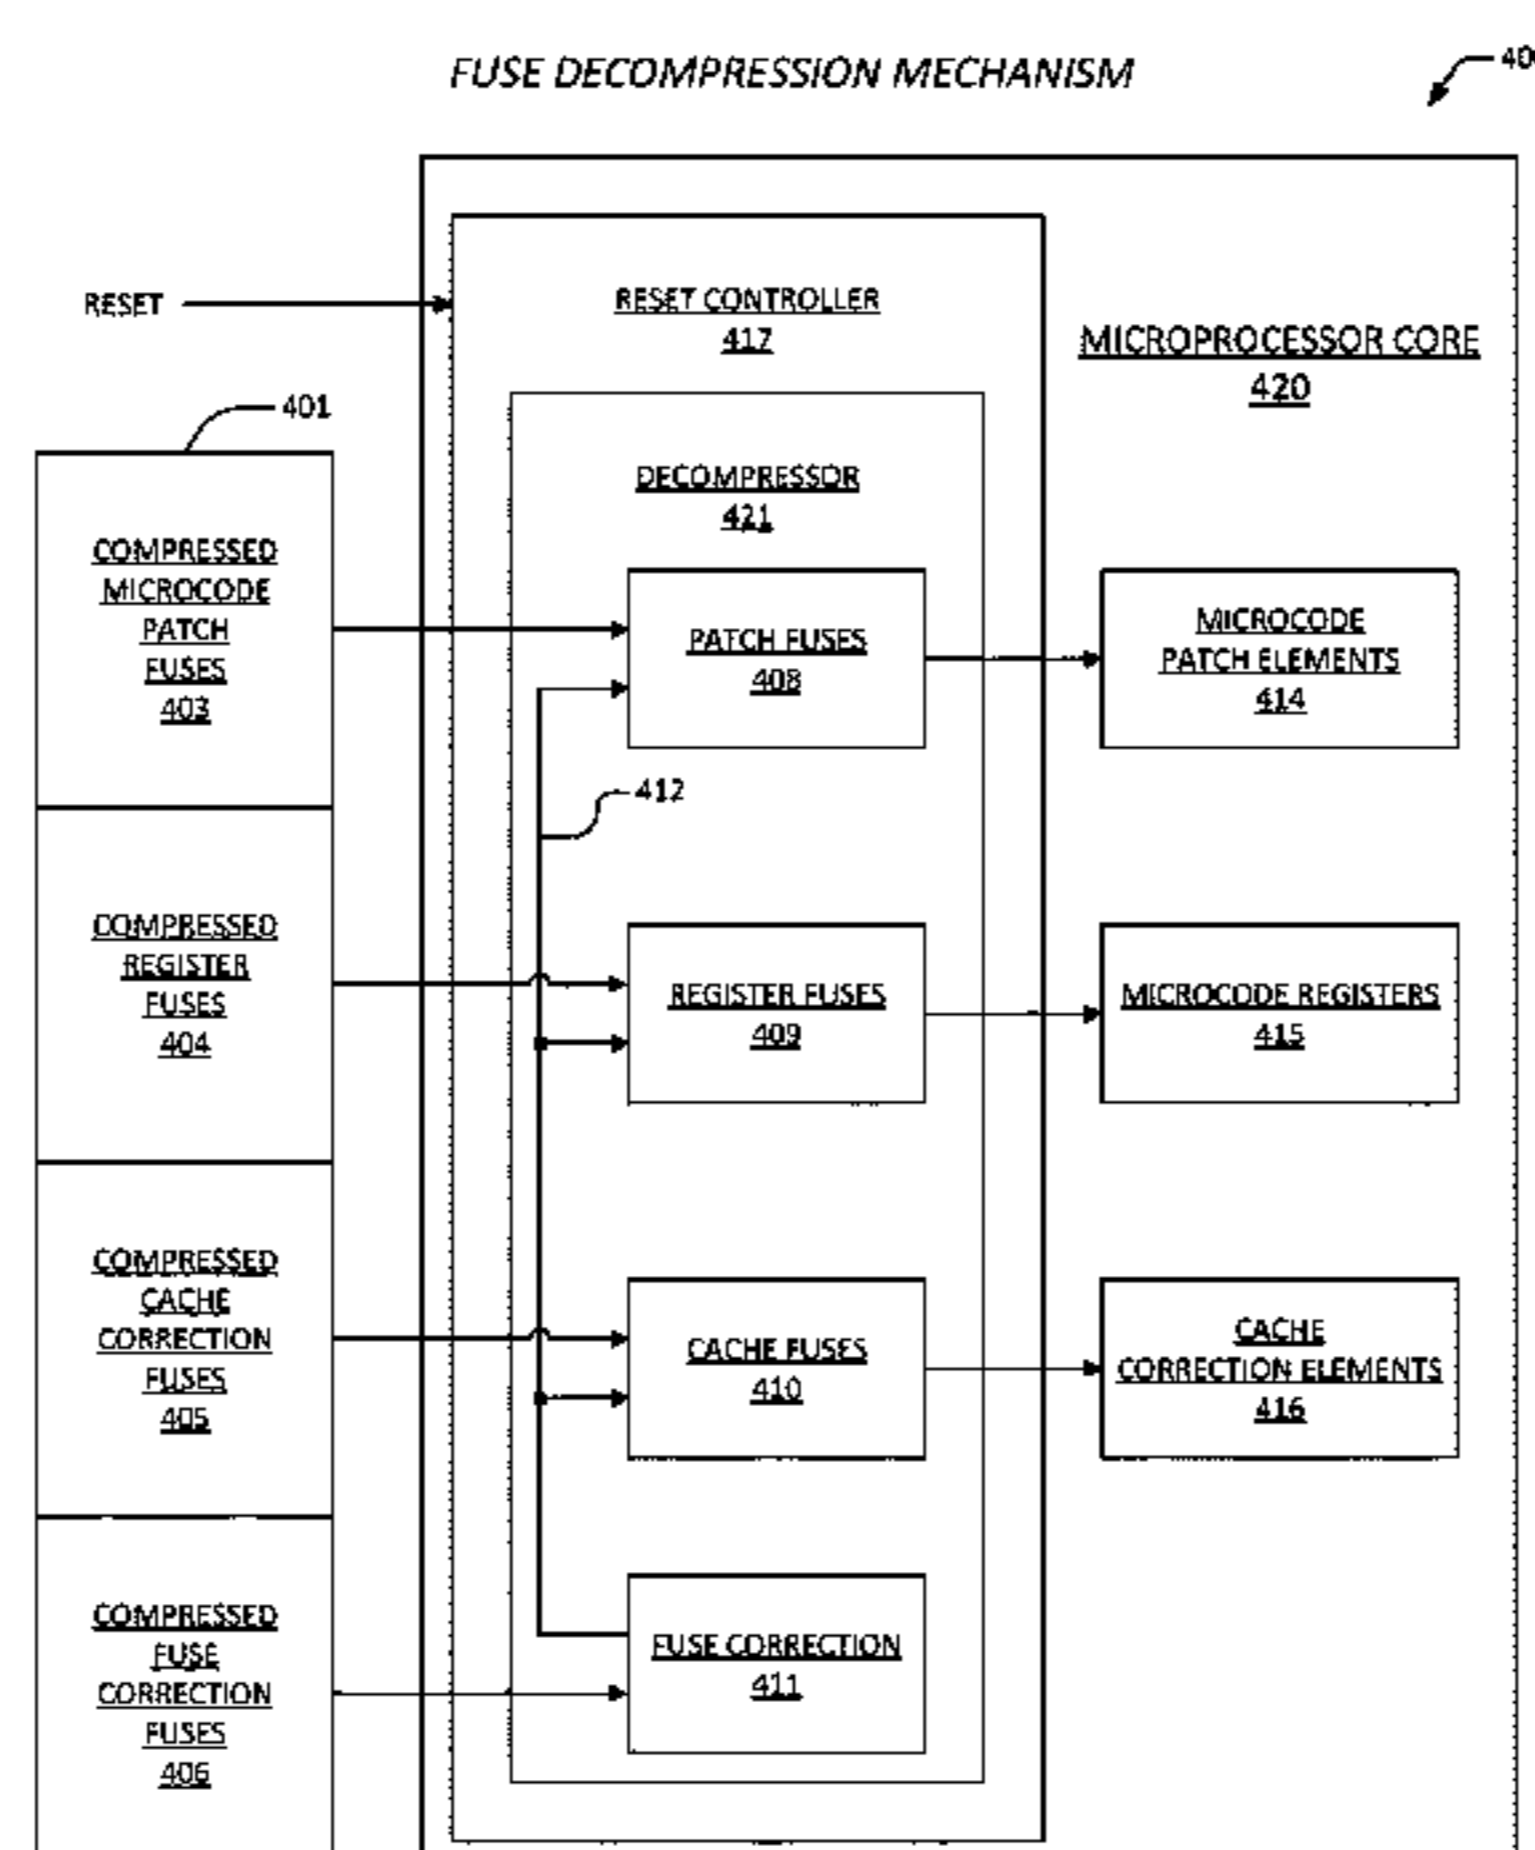 FUSE DECOMPRESSION MECHANISM
RESET
RESET CONTROLLER
417
MICROPROCESSOR CORE
420
401
DECOMPRESSOR
421
COMPRESSED
MICROCODE
PATCH
FUSES
403
PATCH FUSES
408
MICROCODE
PATCH ELEMENTS
414
412
COMPRESSED
REGISTER
FUSES
404
REGISTER FUSES
409
MICROCODE REGISTERS
415
COMPRESSED
CACHE
CORRECTION
FUSES
405
CACHE FUSES
410
CACHE
CORRECTION ELEMENTS
416
COMPRESSED
FUSE
CORRECTION
FUSES
406
FUSE CORRECTION
411